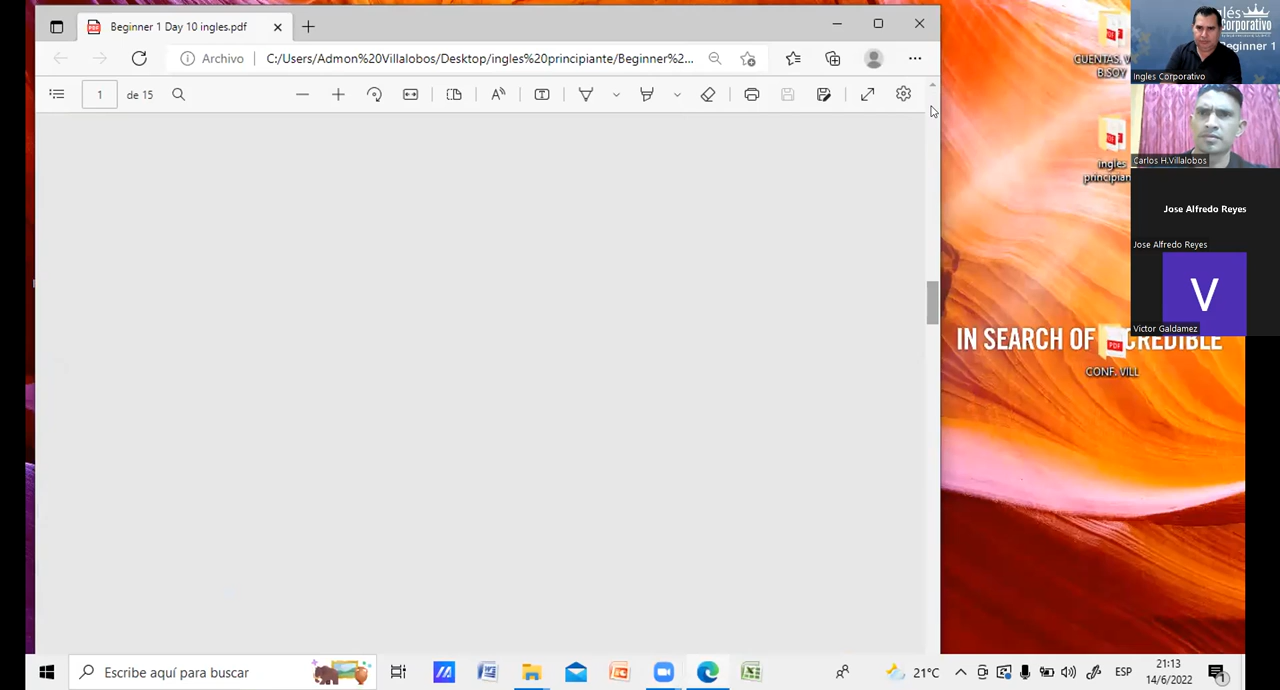 Beginner 1 Day 10 ingles.pdf
Archivo
C:/Users/Admon%20Villalobos/Desktop/ingles%20principiante/Beginner%2...
1
de 15
CUENTAS. V
B.SOY
ingles
principian
IN SEARCH OF
CREDIBLE
CONF. VILL
Inglés
Corporativo
Beginner 1
Ingles Corporativo
Carlos H.Villalobos
Jose Alfredo Reyes
Jose Alfredo Reyes
V
Victor Galdamez
Escribe aquí para buscar
21°C
ESP
21:13
14/6/2022
1